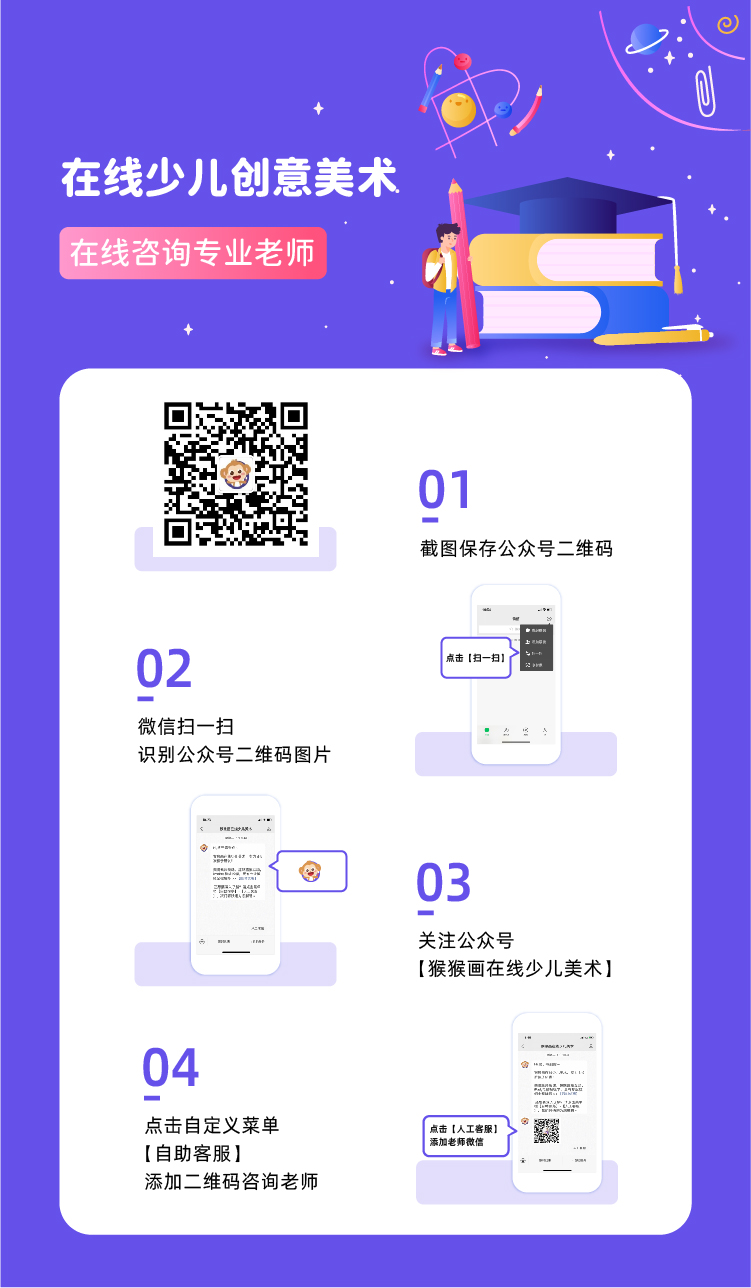 在线少儿创意美术
在线咨询专业老师
01
截图保存公众号二维码
点击【扫一扫】
02
微信扫一扫
识别公众号二维码图片
03
关注公众号
【猴猴画在线少儿美术】
04
点击自定义菜单
【自助客服】
添加二维码咨询老师
点击【人工客服】
添加老师微信